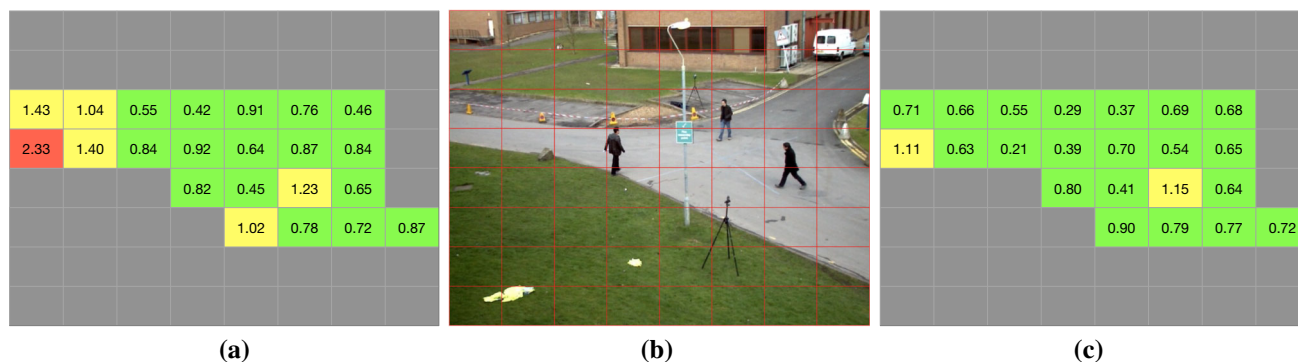 1.43 1.04 0.55 0.42 0.91 0.76 0.46
2.33 1.40 0.84 0.92 0.64 0.87 0.84
0.82 0.45 1.23 0.65
1.02 0.78 0.72 0.87
(a)
(b)
0.71 0.66 0.55 0.29 0.37 0.69 0.68
1.11 0.63 0.21 0.39 0.70 0.54 0.65
0.80 0.41 1.15 0.64
0.90 0.79 0.77 0.72
(c)